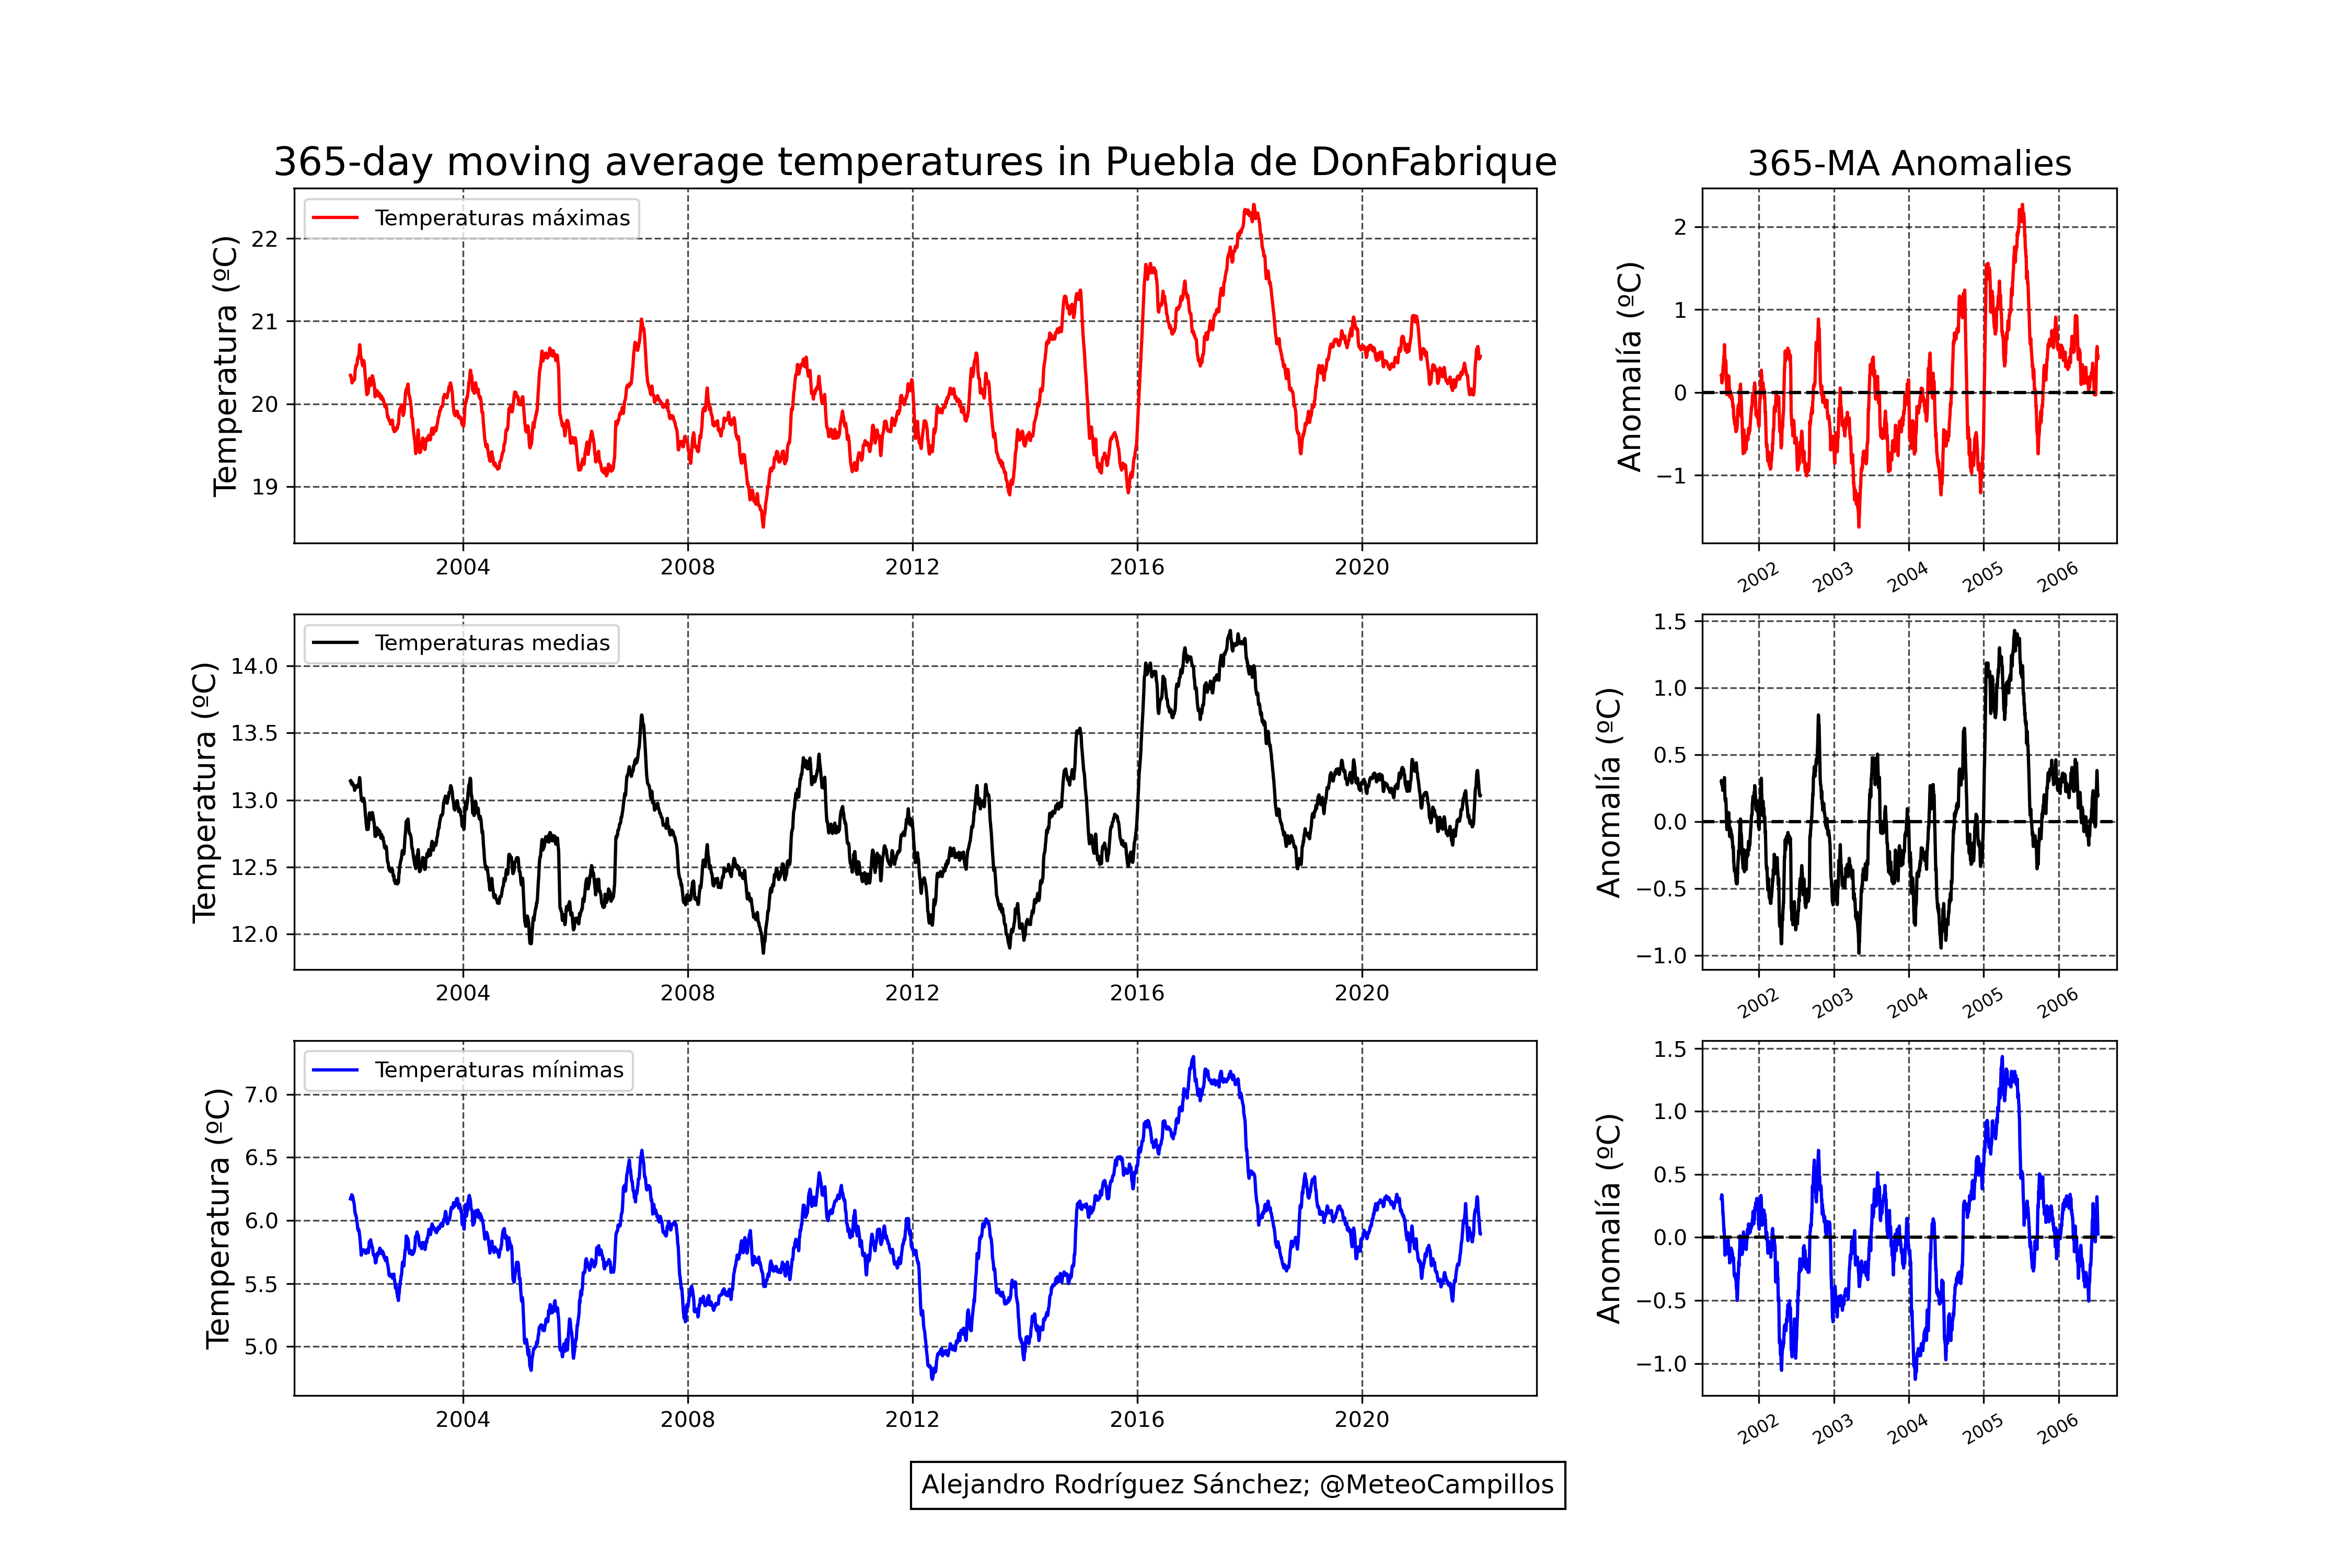 365-day moving average temperatures in Puebla de DonFabrique
365-MA Anomalies
Temperaturas máximas
Temperatura (ºC)
22
21
20
19
2004 2008 2012 2016 2020
Anomalía (ºC)
2
1
0
−1
2002 2003 2004 2005 2006
Temperaturas medias
Temperatura (ºC)
14.0
13.5
13.0
12.5
12.0
2004 2008 2012 2016 2020
Anomalía (ºC)
1.5
1.0
0.5
0.0
−0.5
−1.0
2002 2003 2004 2005 2006
Temperaturas mínimas
Temperatura (ºC)
7.0
6.5
6.0
5.5
5.0
2004 2008 2012 2016 2020
Anomalía (ºC)
1.5
1.0
0.5
0.0
−0.5
−1.0
2002 2003 2004 2005 2006
Alejandro Rodríguez Sánchez; @MeteoCampillos